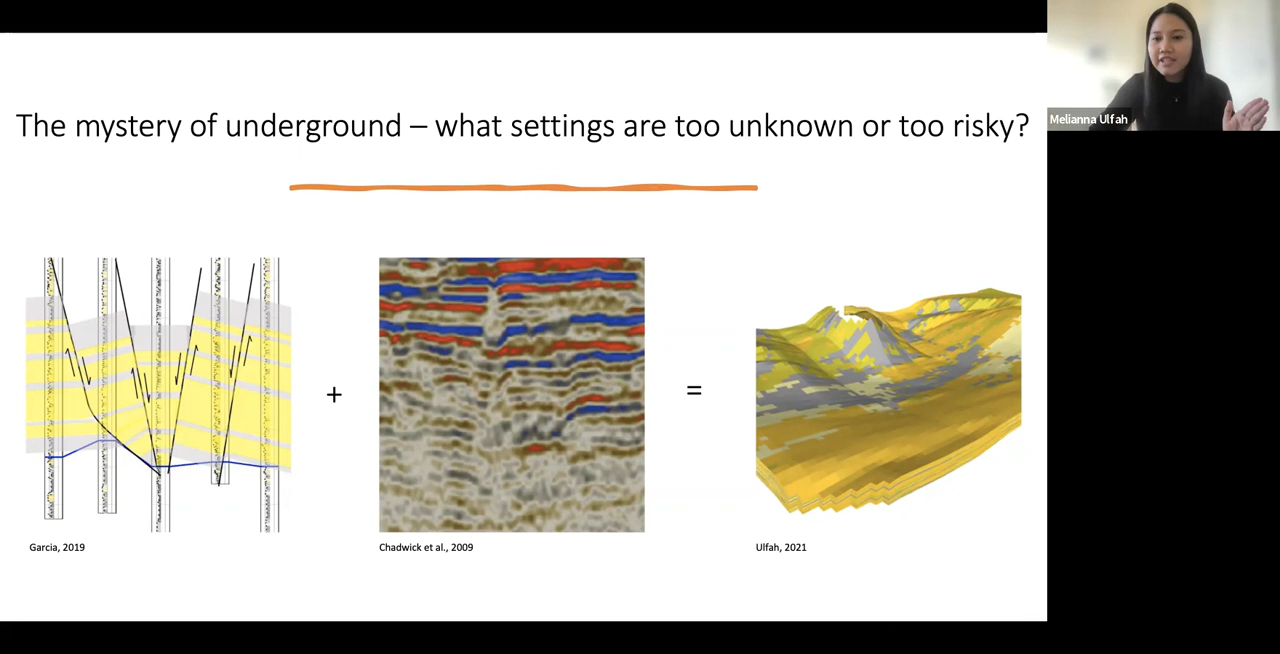 The mystery of underground – what settings are too unknown or too risky?
Melianna Ulfah
+
=
Garcia, 2019
Chadwick et al., 2009
Ulfah, 2021